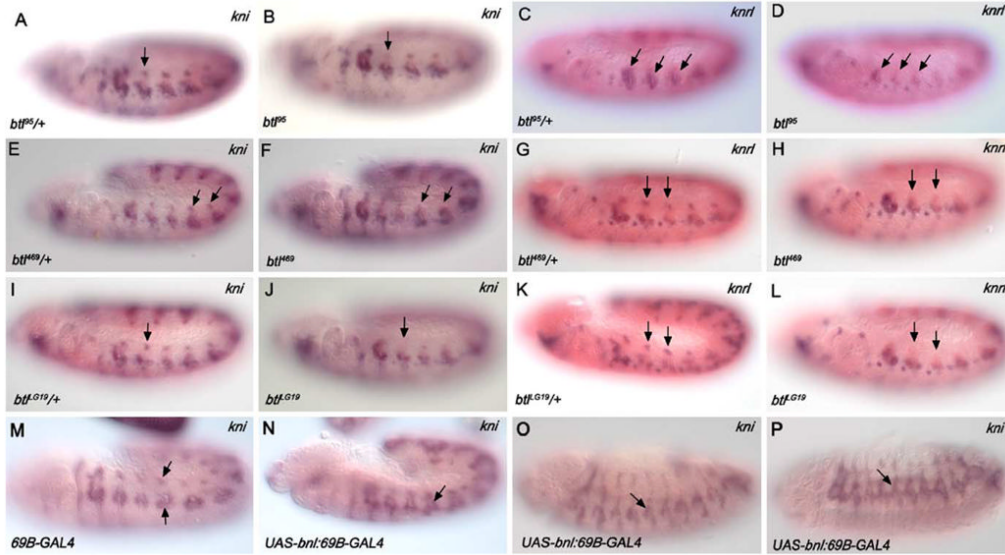 A kni
btl⁹⁵/+
B kni
btl⁹⁵
C knrl
btl⁹⁵/+
D knrl
btl⁹⁵
E kni
btl⁴⁶⁹/+
F kni
btl⁴⁶⁹
G knrl
btl⁴⁶⁹/+
H knrl
btl⁴⁶⁹
I kni
btlᴸᴳ¹⁹/+
J kni
btlᴸᴳ¹⁹
K knrl
btlᴸᴳ¹⁹/+
L knrl
btlᴸᴳ¹⁹
M kni
69B-GAL4
N kni
UAS-bnl:69B-GAL4
O kni
UAS-bnl:69B-GAL4
P kni
UAS-bnl:69B-GAL4